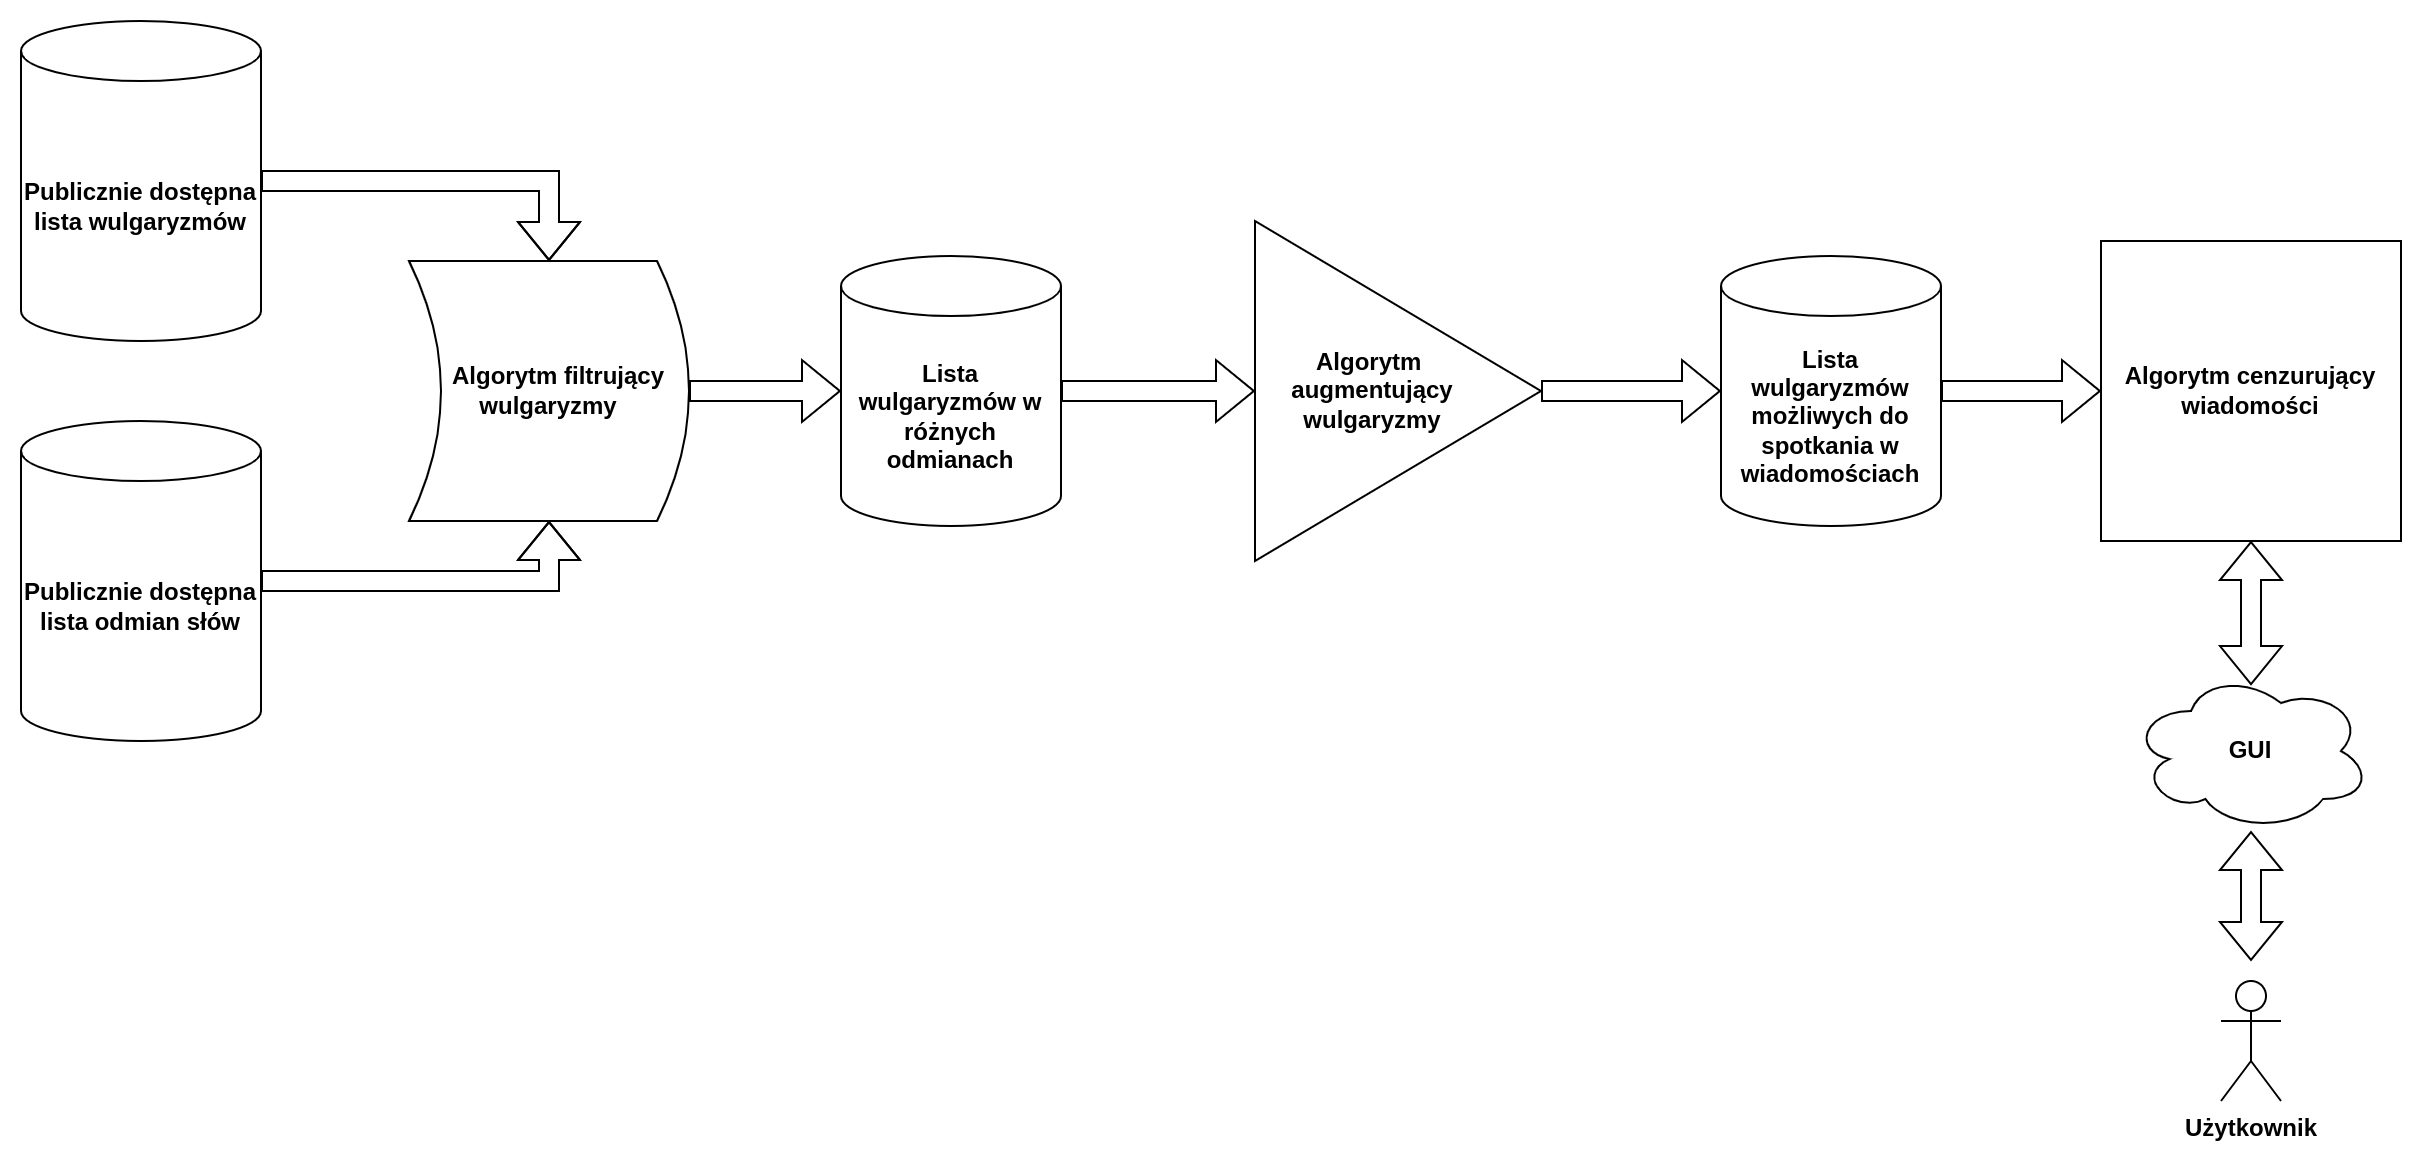 Publicznie dostępna
lista wulgaryzmów
Publicznie dostępna
lista odmian słów
Algorytm filtrujący
wulgaryzmy
Lista
wulgaryzmów w
różnych
odmianach
Algorytm
augmentujący
wulgaryzmy
Lista
wulgaryzmów
możliwych do
spotkania w
wiadomościach
Algorytm cenzurujący
wiadomości
GUI
Użytkownik